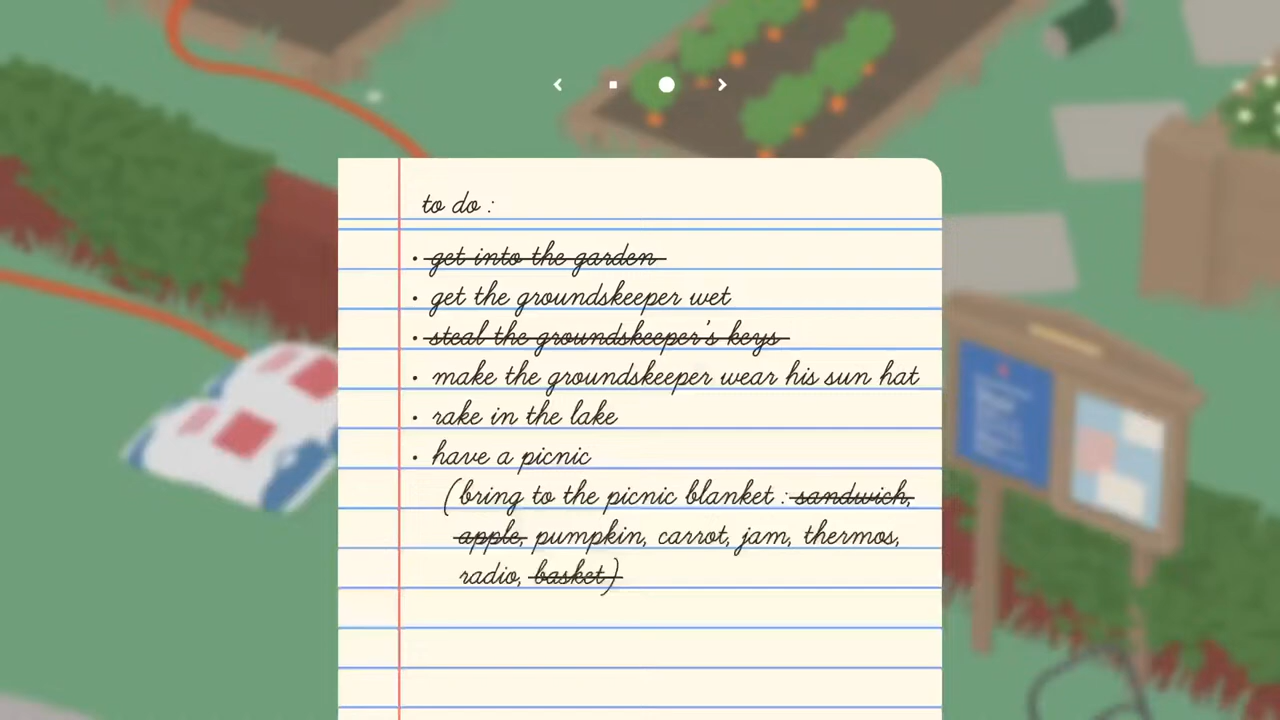 to do :
• get into the garden
• get the groundskeeper wet
• steal the groundskeeper's keys
• make the groundskeeper wear his sun hat
• rake in the lake
• have a picnic
(bring to the picnic blanket : sandwich,
apple, pumpkin, carrot, jam, thermos,
radio, basket)